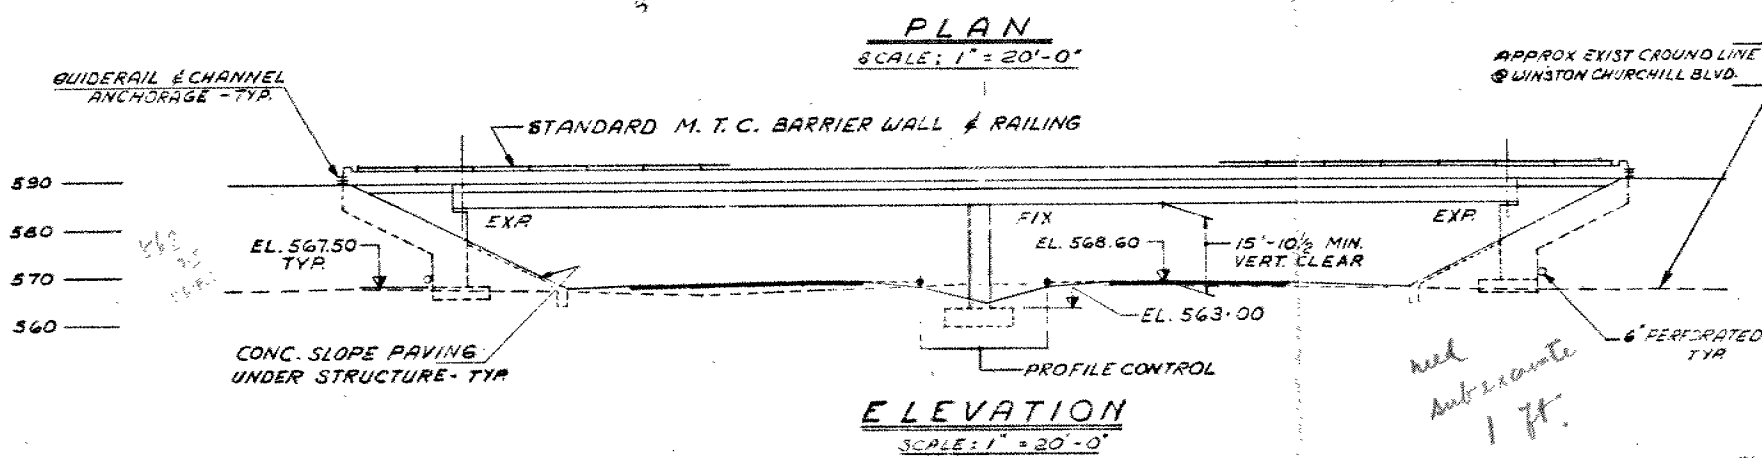 PLAN
SCALE: 1" = 20'-0"
GUIDERAIL & CHANNEL
ANCHORAGE - TYP.
APPROX EXIST GROUND LINE
@ WINSTON CHURCHILL BLVD.
STANDARD M. T. C. BARRIER WALL & RAILING
590
580
570
560
EXP.
FIX
EXP.
EL. 567.50
TYP.
EL. 568.60
15'-10½ MIN.
VERT. CLEAR
EL. 563.00
CONC. SLOPE PAVING
UNDER STRUCTURE - TYP.
PROFILE CONTROL
6" PERFORATED
TYP.
need
subexcavate
1 ft.
ELEVATION
SCALE: 1" = 20'-0"